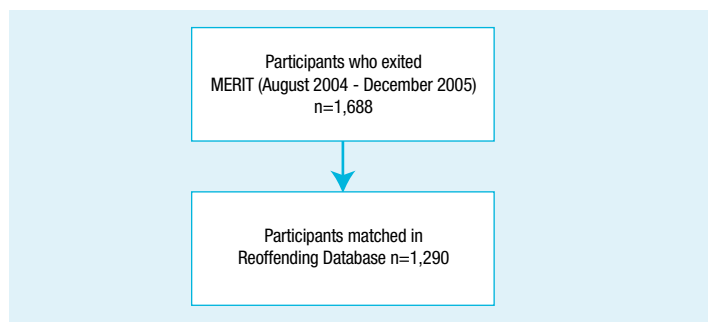 Participants who exited
MERIT (August 2004 - December 2005)
n=1,688
Participants matched in
Reoffending Database n=1,290